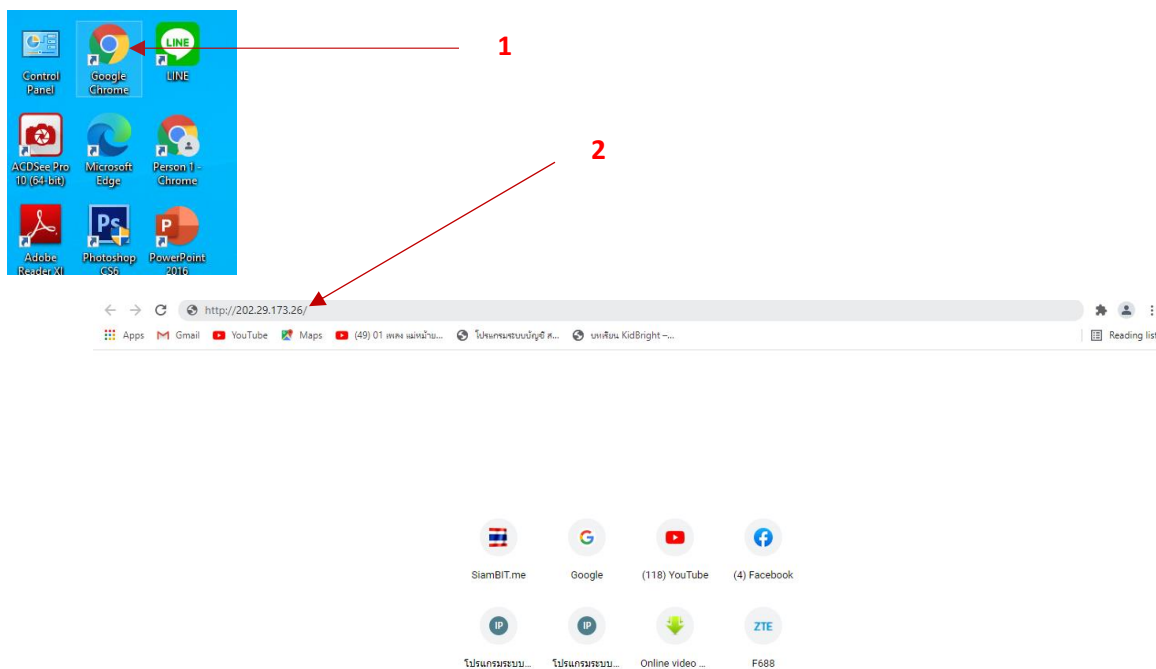 1
LINE
Control Panel
Google Chrome
LINE
2
ACDSee Pro 10 (64-bit)
Microsoft Edge
Person 1 - Chrome
Ps
P
Adobe Reader XI
Photoshop CS6
PowerPoint 2016
http://202.29.173.26/
Apps Gmail YouTube Maps (49) 01 เพลง แม่หม้าย... โปรแกรมระบบบัญชี ส... บทเรียน KidBright –... Reading list
G
SiamBIT.me Google (118) YouTube (4) Facebook
IP IP ZTE
โปรแกรมระบบ... โปรแกรมระบบ... Online video ... F688